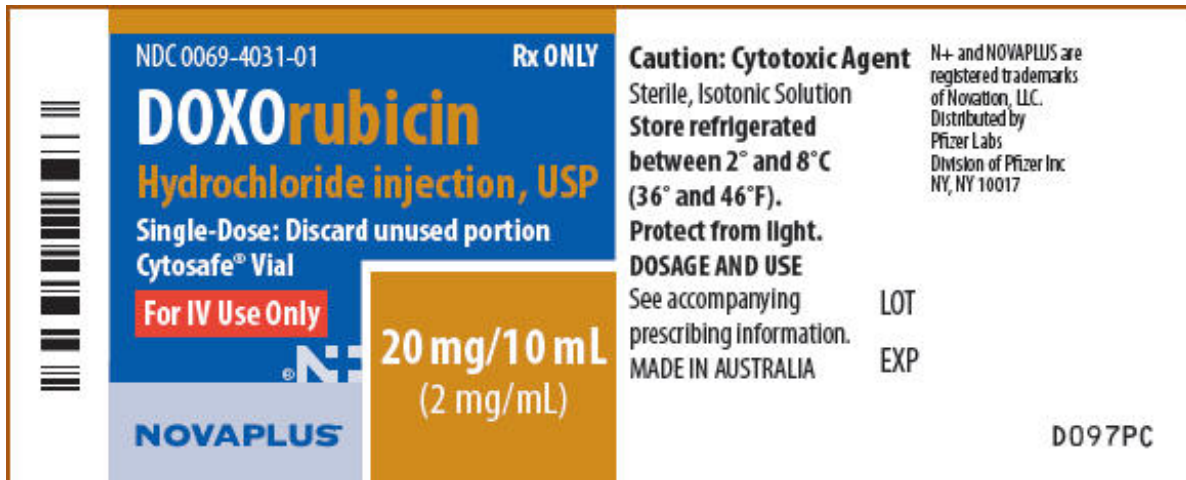 NDC 0069-4031-01 Rx ONLY
DOXOrubicin
Hydrochloride injection, USP
Single-Dose: Discard unused portion
Cytosafe® Vial
For IV Use Only
®N+
NOVAPLUS
20 mg/10 mL
(2 mg/mL)
Caution: Cytotoxic Agent
Sterile, Isotonic Solution
Store refrigerated
between 2° and 8°C
(36° and 46°F).
Protect from light.
DOSAGE AND USE
See accompanying
prescribing information.
MADE IN AUSTRALIA
LOT
EXP
N+ and NOVAPLUS are
registered trademarks
of Novation, LLC.
Distributed by
Pfizer Labs
Division of Pfizer Inc
NY, NY 10017
D097PC